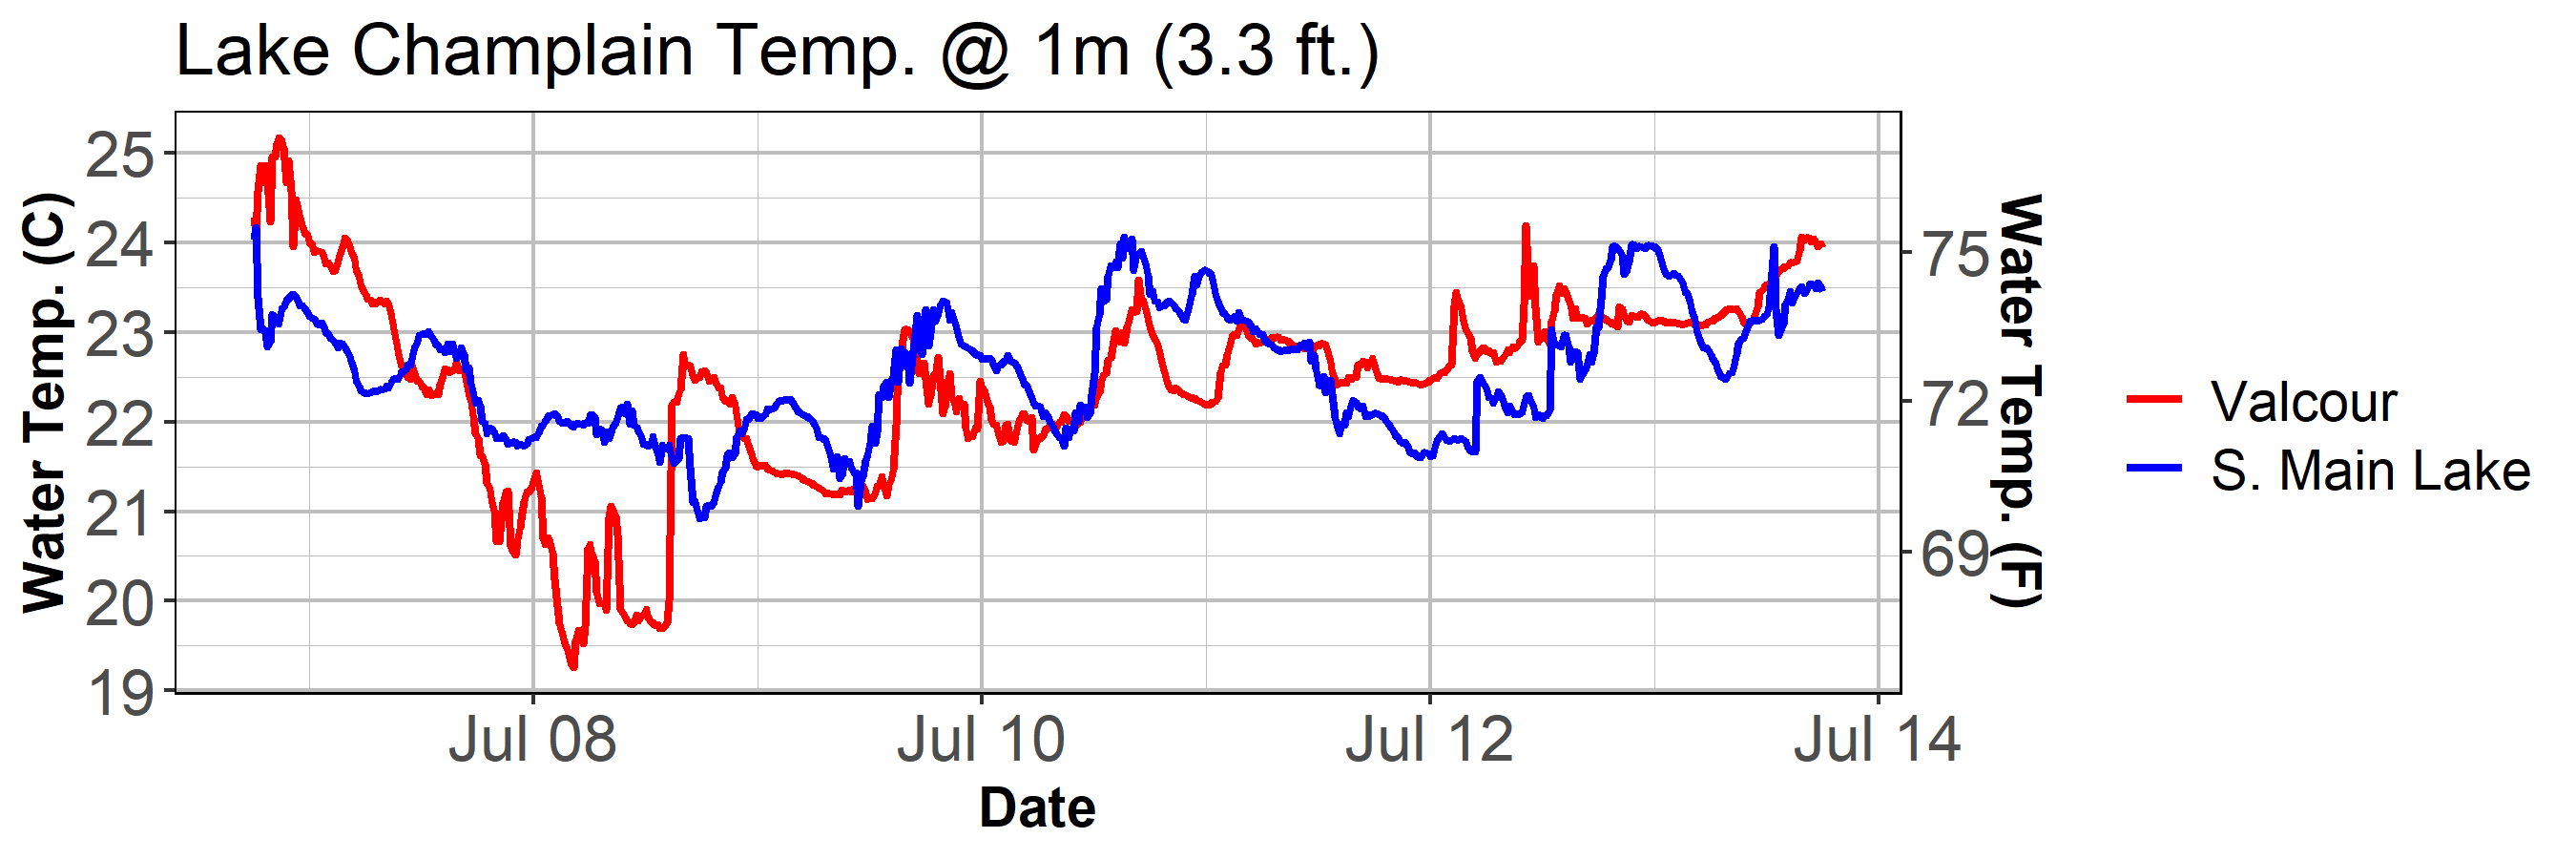 Lake Champlain Temp. @ 1m (3.3 ft.)
Water Temp. (C)
25
24
23
22
21
20
19
Jul 08
Jul 10
Jul 12
Jul 14
Date
75
72
69
Water Temp. (F)
Valcour
S. Main Lake